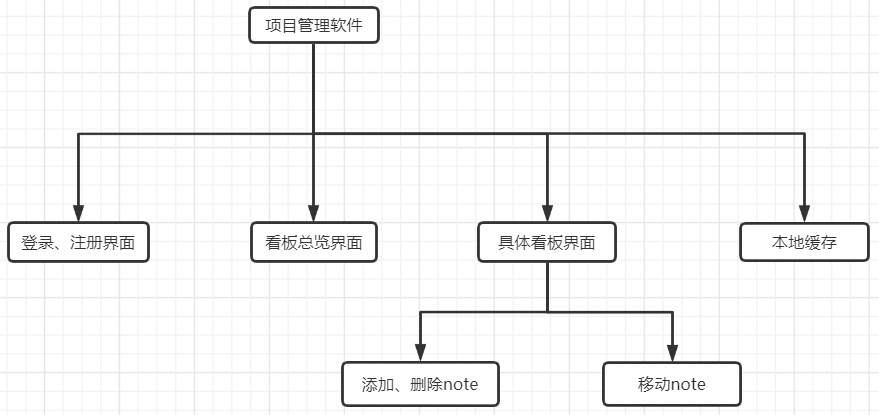 项目管理软件
登录、注册界面
看板总览界面
具体看板界面
本地缓存
添加、删除note
移动note